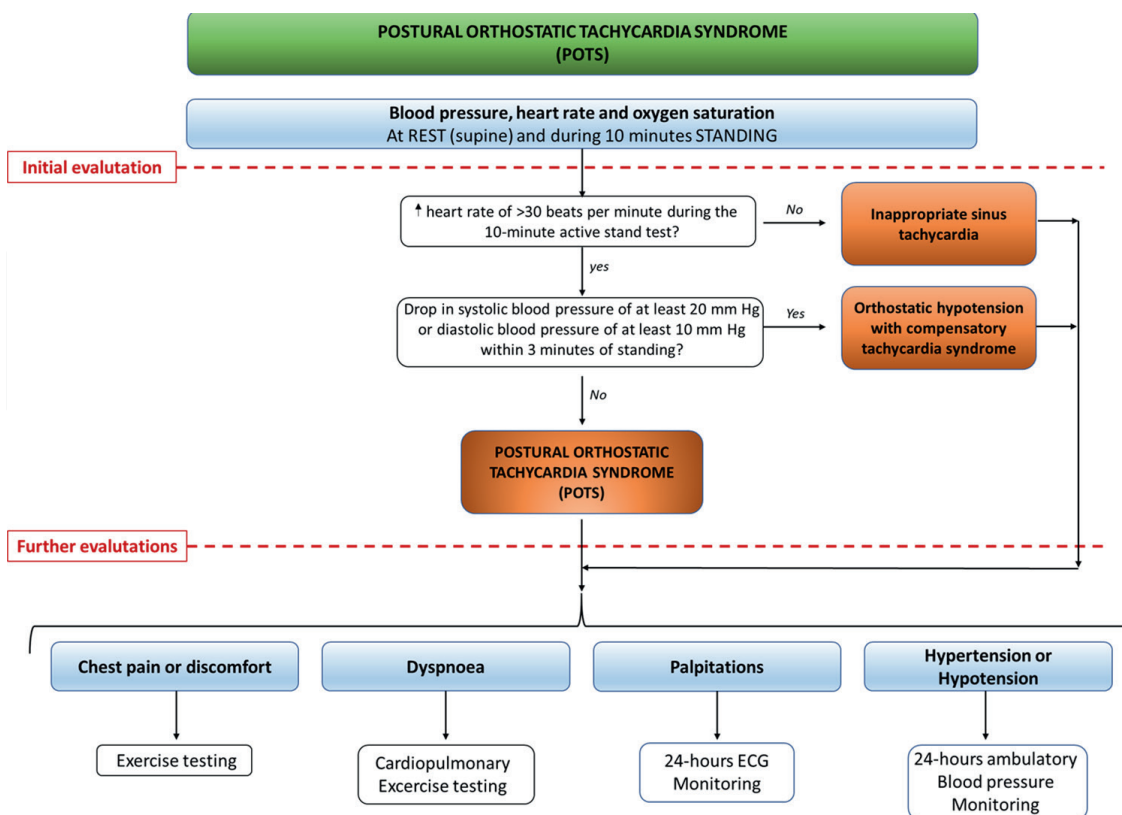 POSTURAL ORTHOSTATIC TACHYCARDIA SYNDROME
(POTS)
Blood pressure, heart rate and oxygen saturation
At REST (supine) and during 10 minutes STANDING
Initial evalutation
↑ heart rate of >30 beats per minute during the
10-minute active stand test?
No
Inappropriate sinus
tachycardia
yes
Drop in systolic blood pressure of at least 20 mm Hg
or diastolic blood pressure of at least 10 mm Hg
within 3 minutes of standing?
Yes
Orthostatic hypotension
with compensatory
tachycardia syndrome
No
POSTURAL ORTHOSTATIC
TACHYCARDIA SYNDROME
(POTS)
Further evalutations
Chest pain or discomfort
Dyspnoea
Palpitations
Hypertension or
Hypotension
Exercise testing
Cardiopulmonary
Excercise testing
24-hours ECG
Monitoring
24-hours ambulatory
Blood pressure
Monitoring